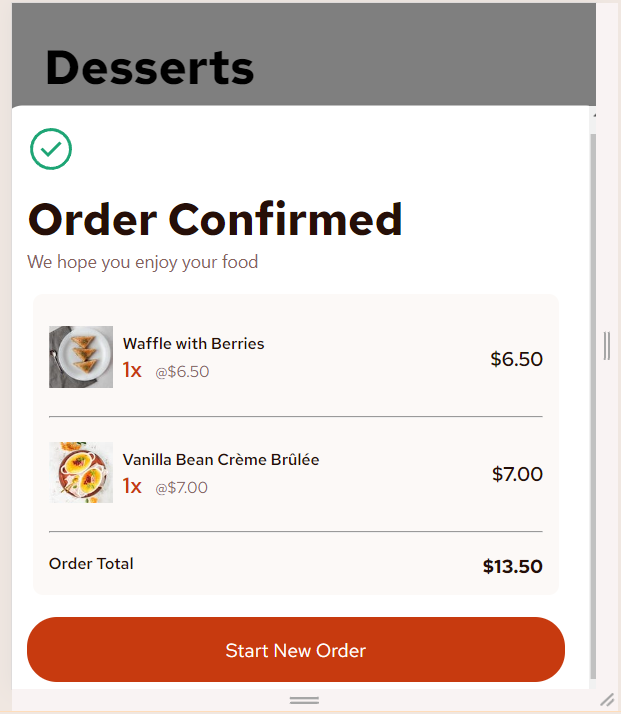 Desserts
Order Confirmed
We hope you enjoy your food
Waffle with Berries
1x @$6.50
$6.50
Vanilla Bean Crème Brûlée
1x @$7.00
$7.00
Order Total
$13.50
Start New Order